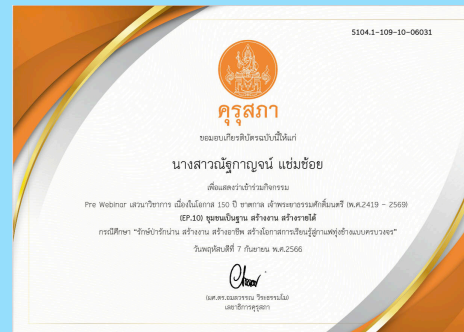 5104.1-109-10-06031
คุรุสภา
ขอมอบเกียรติบัตรฉบับนี้ให้แก่
นางสาวณัฐกาญจน์ แช่มช้อย
เพื่อแสดงว่าเข้าร่วมกิจกรรม
Pre Webinar เสวนาวิชาการ เนื่องในโอกาส 150 ปี ชาตกาล เจ้าพระยาธรรมศักดิ์มนตรี (พ.ศ.2419 - 2569)
(EP.10) ชุมชนเป็นฐาน สร้างงาน สร้างรายได้
กรณีศึกษา "รักษ์ป่ารักน่าน สร้างงาน สร้างอาชีพ สร้างโอกาสการเรียนรู้สู่กาแฟทุ่งช้างแบบครบวงจร"
วันพฤหัสบดีที่ 7 กันยายน พ.ศ.2566
(ผศ.ดร.อมลวรรณ วีระธรรมโม)
เลขาธิการคุรุสภา